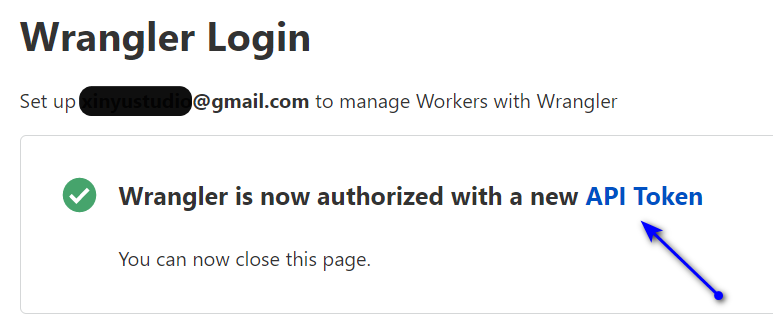 Wrangler Login
Set up @gmail.com to manage Workers with Wrangler
Wrangler is now authorized with a new API Token
You can now close this page.